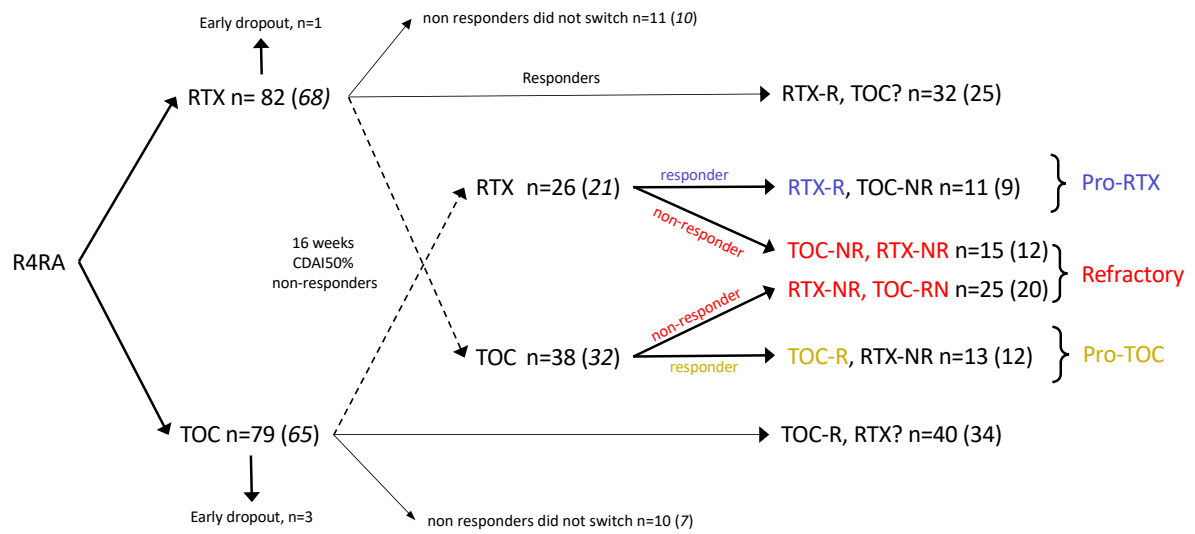 Early dropout, n=1
non responders did not switch n=11 (10)
RTX n= 82 (68)
Responders
RTX-R, TOC? n=32 (25)
RTX n=26 (21)
responder
RTX-R, TOC-NR n=11 (9)
Pro-RTX
non-responder
TOC-NR, RTX-NR n=15 (12)
16 weeks
CDAI50%
non-responders
R4RA
Refractory
RTX-NR, TOC-RN n=25 (20)
non-responder
TOC n=38 (32)
responder
TOC-R, RTX-NR n=13 (12)
Pro-TOC
TOC n=79 (65)
TOC-R, RTX? n=40 (34)
Early dropout, n=3
non responders did not switch n=10 (7)